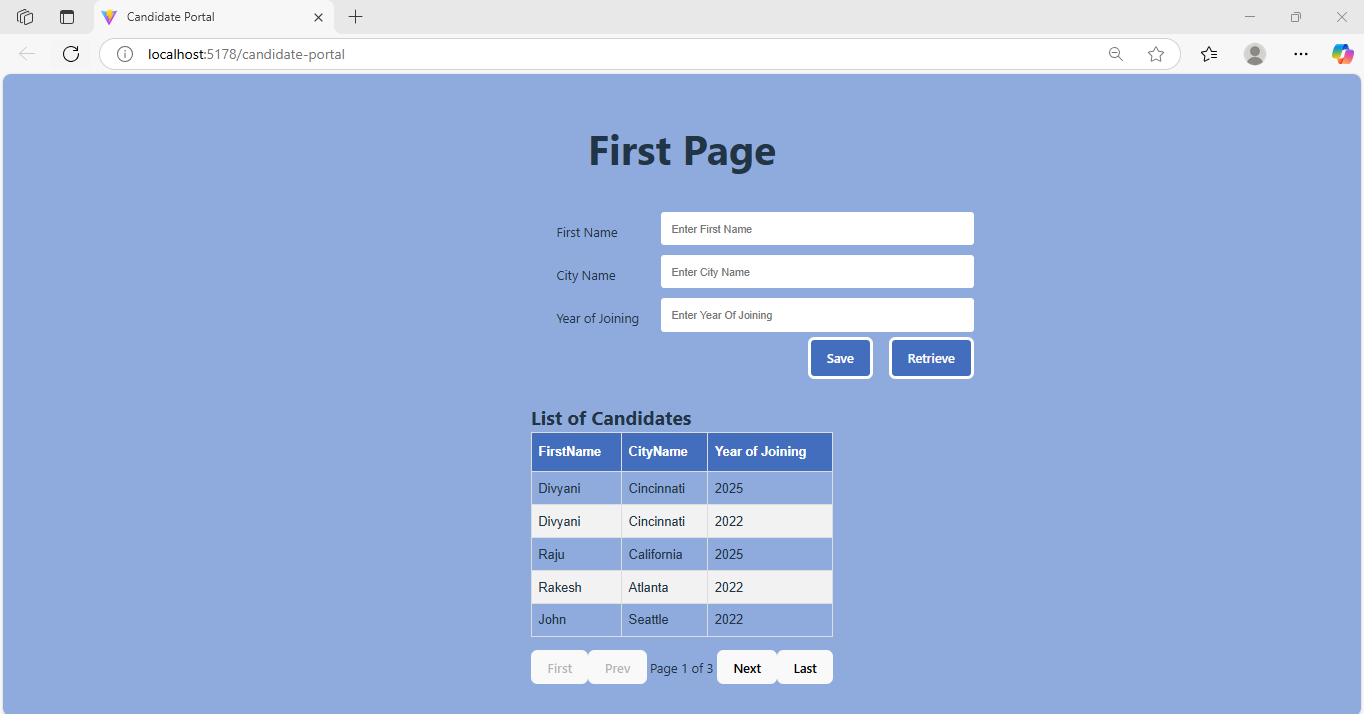 Candidate Portal
localhost:5178/candidate-portal
First Page
First Name Enter First Name
City Name Enter City Name
Year of Joining Enter Year Of Joining
Save Retrieve
List of Candidates
FirstName CityName Year of Joining
Divyani Cincinnati 2025
Divyani Cincinnati 2022
Raju California 2025
Rakesh Atlanta 2022
John Seattle 2022
First Prev Page 1 of 3 Next Last